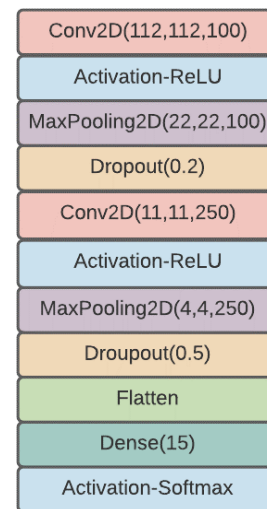 Conv2D(112,112,100)
Activation-ReLU
MaxPooling2D(22,22,100)
Dropout(0.2)
Conv2D(11,11,250)
Activation-ReLU
MaxPooling2D(4,4,250)
Droupout(0.5)
Flatten
Dense(15)
Activation-Softmax